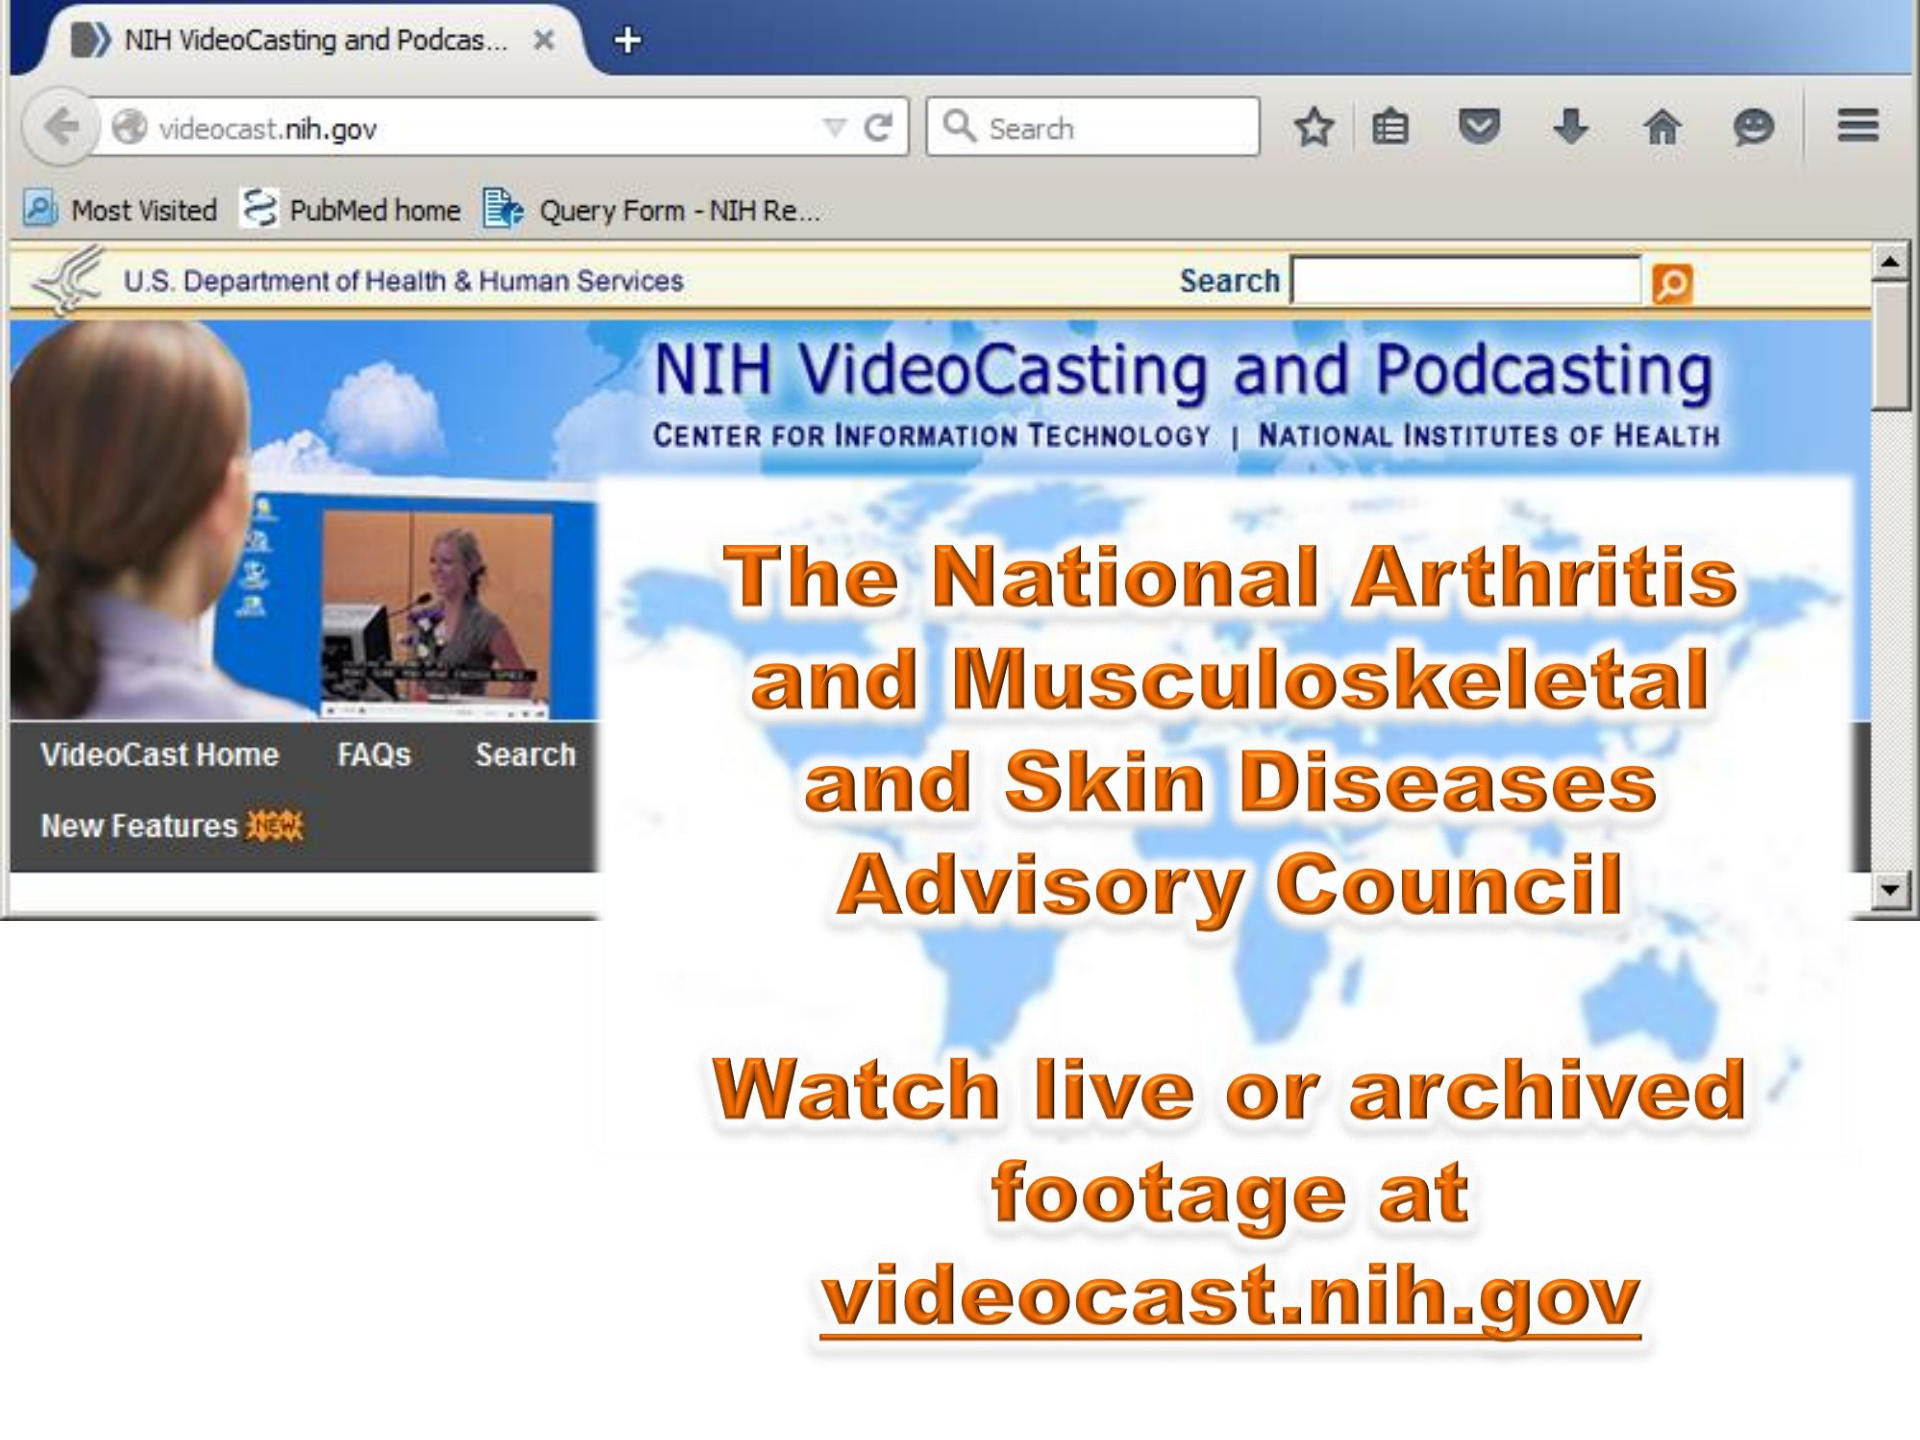 NIH VideoCasting and Podcas...
videocast.nih.gov
Search
Most Visited
PubMed home
Query Form - NIH Re...
U.S. Department of Health & Human Services
Search
NIH VideoCasting and Podcasting
CENTER FOR INFORMATION TECHNOLOGY | NATIONAL INSTITUTES OF HEALTH
VideoCast Home
FAQs
Search
New Features NEW
The National Arthritis
and Musculoskeletal
and Skin Diseases
Advisory Council
Watch live or archived
footage at
videocast.nih.gov